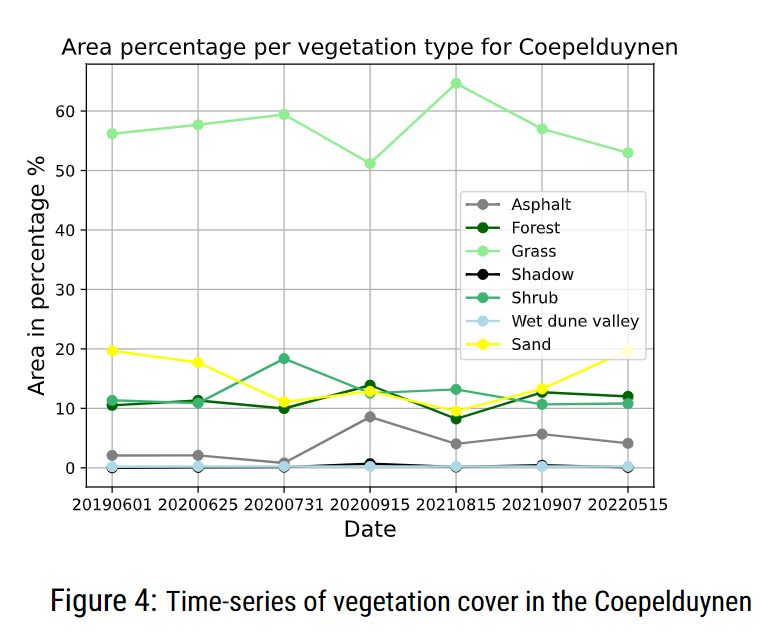 Area percentage per vegetation type for Coepelduynen
Area in percentage %
60
50
40
30
20
10
0
Asphalt
Forest
Grass
Shadow
Shrub
Wet dune valley
Sand
20190601 20200625 20200731 20200915 20210815 20210907 20220515
Date
Figure 4: Time-series of vegetation cover in the Coepelduynen